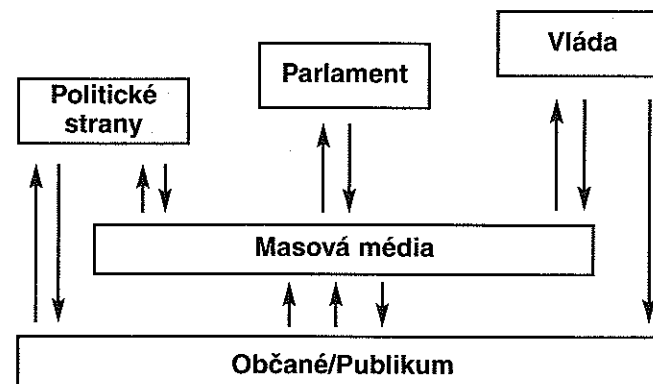 Vláda
Parlament
Politické
strany
Masová média
Občané/Publikum